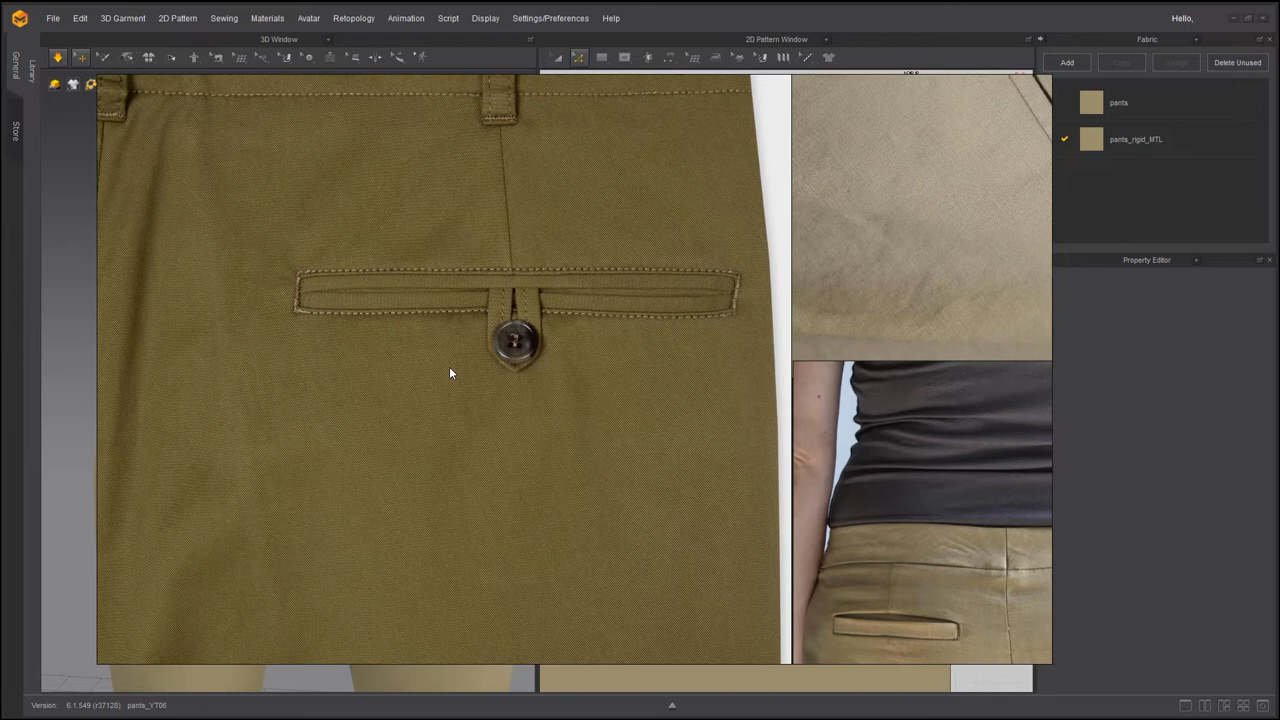 File Edit 3D Garment 2D Pattern Sewing Materials Avatar Retopology Animation Script Display Settings/Preferences Help Hello,
3D Window 2D Pattern Window Fabric
General
Library
Store
Add Delete Unused
pants
pants_rigid_MTL
Property Editor
Version: 6.1.549 (r37128) pants_YT06